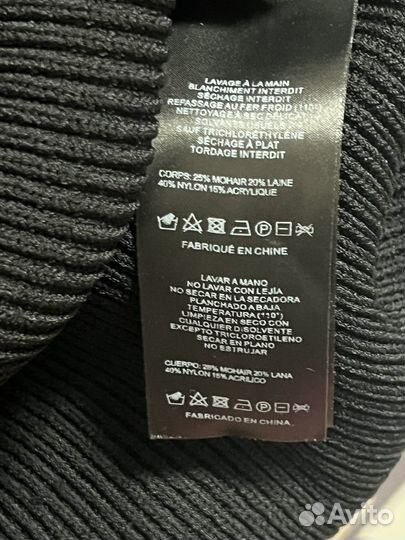 LAVAGE À LA MAIN
BLANCHIMENT INTERDIT
SÉCHAGE INTERDIT
REPASSAGE AU FER FROID (110°)
NETTOYAGE A SEC DÉLICAT
SOLVANTS USUELS
SAUF TRICHLORÉTHYLÈNE
SÉCHAGE À PLAT
TORDAGE INTERDIT
CORPS: 25% MOHAIR 20% LAINE
40% NYLON 15% ACRYLIQUE
FABRIQUÉ EN CHINE
LAVAR A MANO
NO LAVAR CON LEJÍA
NO SECAR EN LA SECADORA
PLANCHADO A BAJA
TEMPERATURA (110°)
LIMPIEZA EN SECO CON
CUALQUIER DISOLVENTE
EXCEPTO TRICLOROETILENO
SECAR EN PLANO
NO ESTRUJAR
CUERPO: 25% MOHAIR 20% LANA
40% NYLON 15% ACRILICO
FABRICADO EN CHINA.
Avito